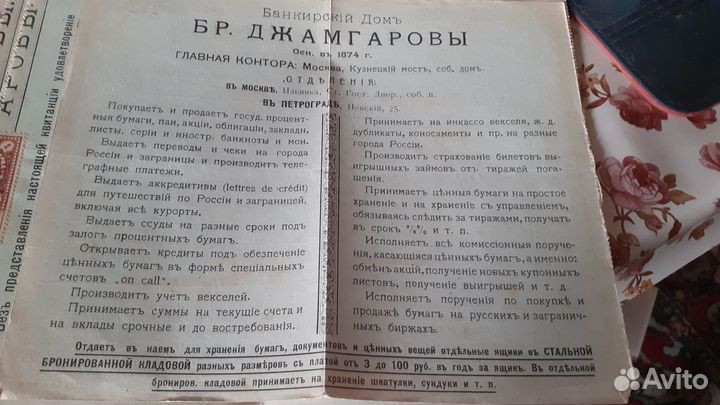 Банкирскій Домъ
БР. ДЖАМГАРОВЫ
Осн. въ 1874 г.
ГЛАВНАЯ КОНТОРА: Москва, Кузнецкій мостъ, соб. домъ.
ОТДѢЛЕНІЯ:
ВЪ МОСКВѢ, Ильинка, Ст. Гост. Двор., соб. п.
ВЪ ПЕТРОГРАДѢ, Невскій, 25.
Покупаетъ и продаетъ госуд. процент-
ныя бумаги, паи, акціи, облигаціи, закладн.
листы, серіи и иностр. банкноты и мон.
Выдаетъ переводы и чеки на города
Россіи и заграницы и производитъ теле-
графные платежи.
Выдаетъ аккредитивы (lettres de crédit)
для путешествій по Россіи и заграницей,
включая всѣ курорты.
Выдаетъ ссуды на разные сроки подъ
залогъ процентныхъ бумагъ.
Открываетъ кредиты подъ обезпеченіе
цѣнныхъ бумагъ въ формѣ спеціальныхъ
счетовъ „on call“.
Производитъ учетъ векселей.
Принимаетъ суммы на текущіе счета и
на вклады срочные и до востребованія.
Принимаетъ на инкассо векселя, ж. д.
дубликаты, коносаменты и пр. на разные
города Россіи.
Производитъ страхованіе билетовъ вы-
игрышныхъ займовъ отъ тиражей пога-
шенія.
Принимаетъ цѣнныя бумаги на простое
храненіе и на храненіе съ управленіемъ,
обязываясь слѣдить за тиражами, получать
въ срокъ %% и т. п.
Исполняетъ всѣ комиссіонныя поруче-
нія, касающіяся цѣнныхъ бумагъ, а именно:
обмѣнъ акцій, полученіе новыхъ купонныхъ
листовъ, полученіе выигрышей и т. д.
Исполняетъ порученія по покупкѣ и
продажѣ бумагъ на русскихъ и загранич-
ныхъ биржахъ.
Отдаетъ въ наемъ для храненія бумагъ, документовъ и цѣнныхъ вещей отдѣльные ящики въ СТАЛЬНОЙ
БРОНИРОВАННОЙ КЛАДОВОЙ разныхъ размѣровъ съ платой отъ 3 до 100 руб. въ годъ за ящикъ. Въ отдѣльной
брониров. кладовой принимаетъ на храненіе шкатулки, сундуки и т. п.
Безъ представленія настоящей квитанціи удовлетвореніе
Avito